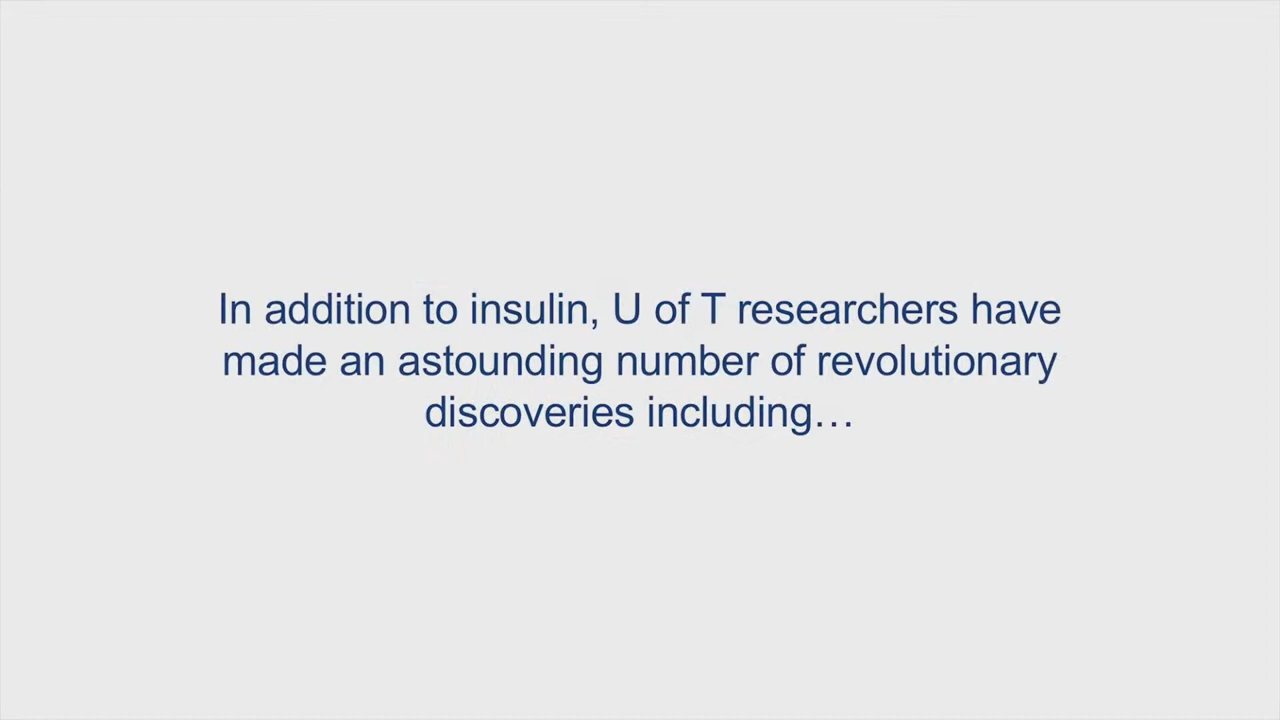 In addition to insulin, U of T researchers have
made an astounding number of revolutionary
discoveries including…